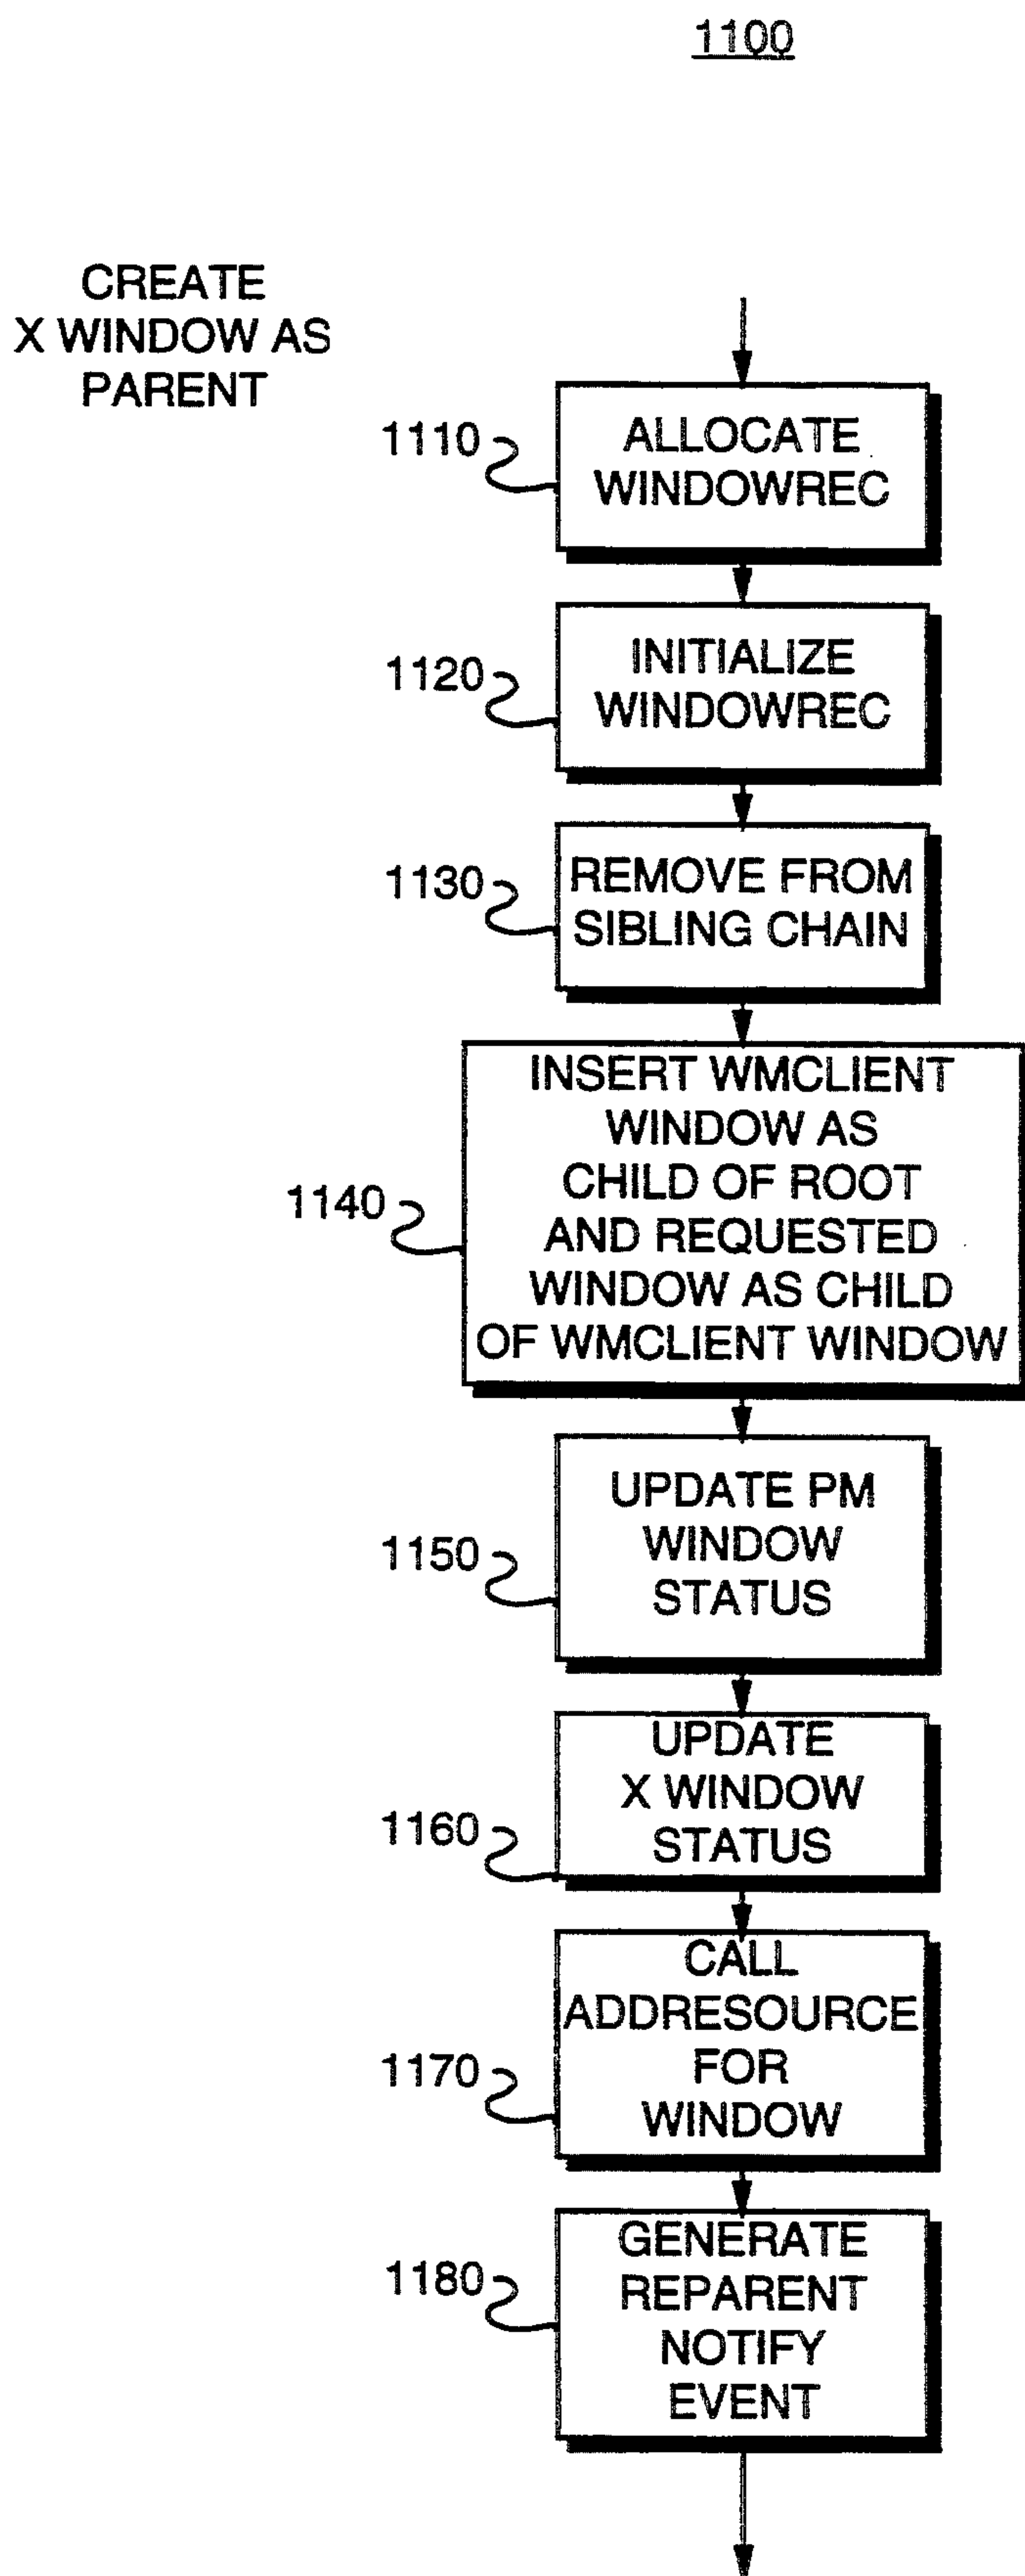 1100
CREATE
X WINDOW AS
PARENT
1110
ALLOCATE
WINDOWREC
1120
INITIALIZE
WINDOWREC
1130
REMOVE FROM
SIBLING CHAIN
1140
INSERT WMCLIENT
WINDOW AS
CHILD OF ROOT
AND REQUESTED
WINDOW AS CHILD
OF WMCLIENT WINDOW
1150
UPDATE PM
WINDOW
STATUS
1160
UPDATE
X WINDOW
STATUS
1170
CALL
ADDRESOURCE
FOR
WINDOW
1180
GENERATE
REPARENT
NOTIFY
EVENT